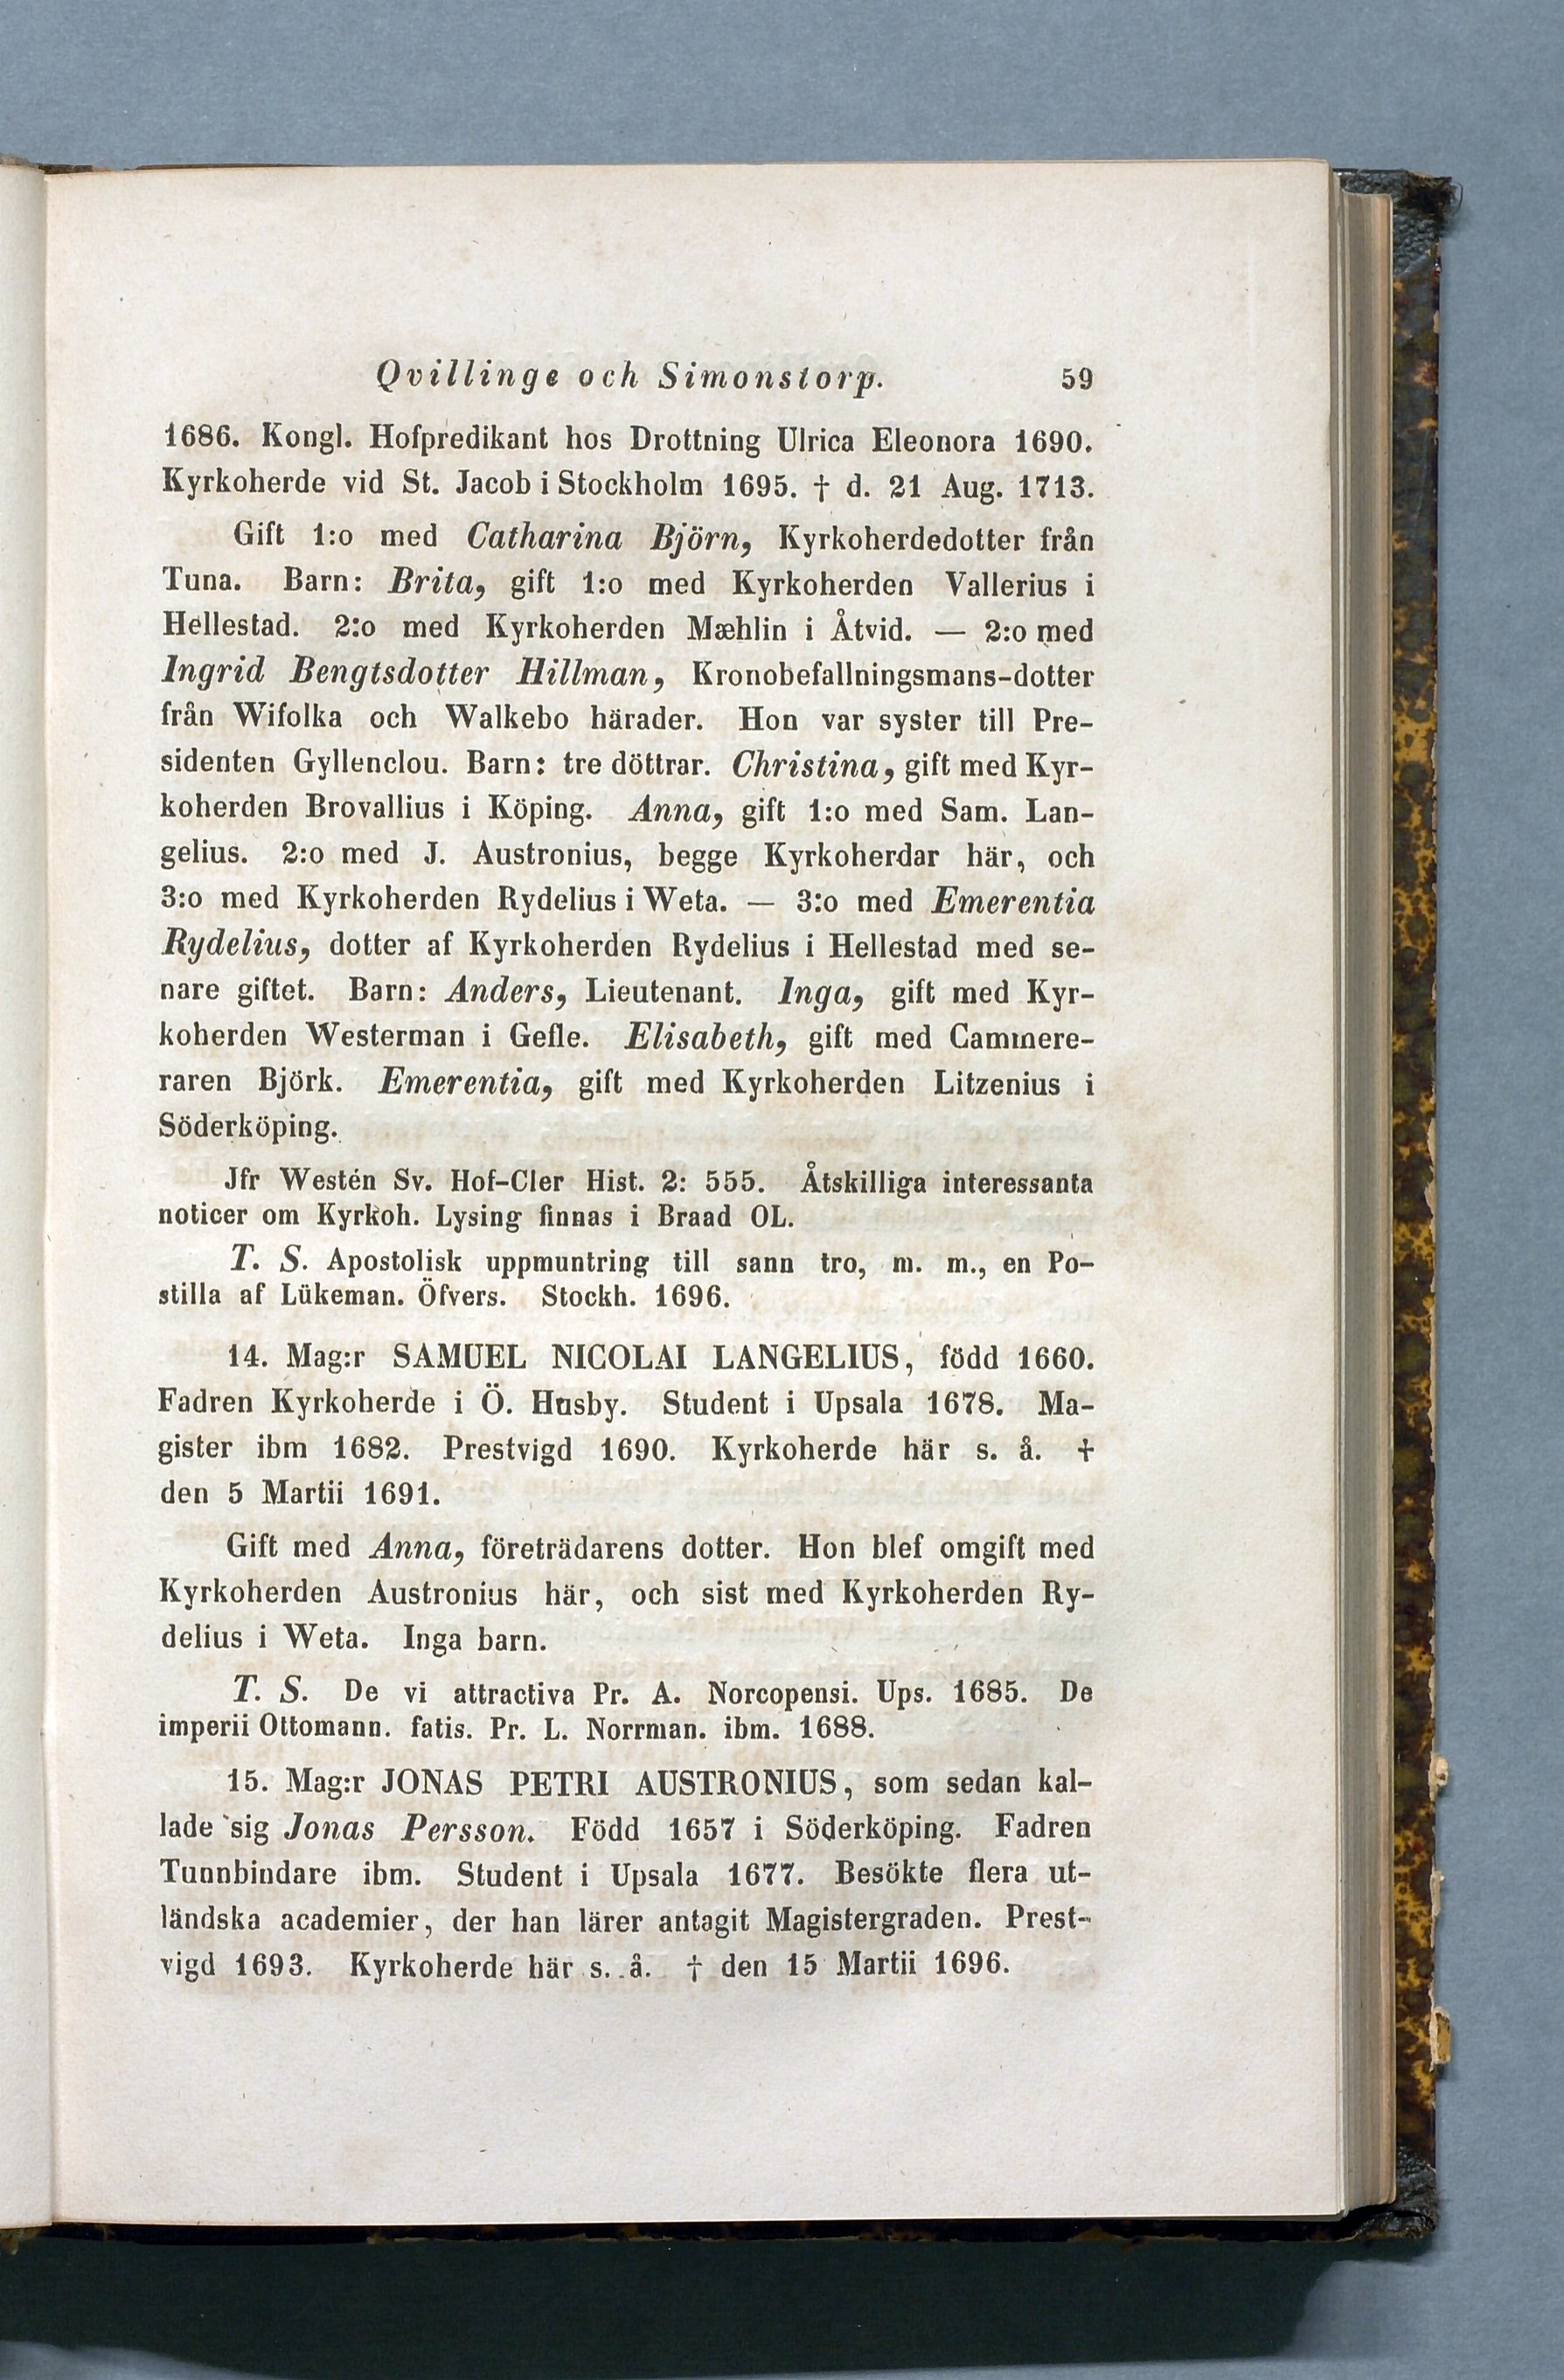 Qvillinge och Simonstorp. 59
1686. Kongl. Hofpredikant hos Drottning Ulrica Eleonora 1690.
Kyrkoherde vid St. Jacob i Stockholm 1695. † d. 21 Aug. 1713.
Gift 1:o med Catharina Björn, Kyrkoherdedotter från
Tuna. Barn: Brita, gift 1:o med Kyrkoherden Vallerius i
Hellestad. 2:o med Kyrkoherden Mæhlin i Åtvid. — 2:o med
Ingrid Bengtsdotter Hillman, Kronobefallningsmans-dotter
från Wifolka och Walkebo härader. Hon var syster till Pre-
sidenten Gyllenclou. Barn: tre döttrar. Christina, gift med Kyr-
koherden Brovallius i Köping. Anna, gift 1:o med Sam. Lan-
gelius. 2:o med J. Austronius, begge Kyrkoherdar här, och
3:o med Kyrkoherden Rydelius i Weta. — 3:o med Emerentia
Rydelius, dotter af Kyrkoherden Rydelius i Hellestad med se-
nare giftet. Barn: Anders, Lieutenant. Inga, gift med Kyr-
koherden Westerman i Gefle. Elisabeth, gift med Cammere-
raren Björk. Emerentia, gift med Kyrkoherden Litzenius i
Söderköping.
Jfr Westén Sv. Hof-Cler Hist. 2: 555. Åtskilliga interessanta
noticer om Kyrkoh. Lysing finnas i Braad OL.
T. S. Apostolisk uppmuntring till sann tro, m. m., en Po-
stilla af Lükeman. Öfvers. Stockh. 1696.
14. Mag:r SAMUEL NICOLAI LANGELIUS, född 1660.
Fadren Kyrkoherde i Ö. Husby. Student i Upsala 1678. Ma-
gister ibm 1682. Prestvigd 1690. Kyrkoherde här s. å. †
den 5 Martii 1691.
Gift med Anna, företrädarens dotter. Hon blef omgift med
Kyrkoherden Austronius här, och sist med Kyrkoherden Ry-
delius i Weta. Inga barn.
T. S. De vi attractiva Pr. A. Norcopensi. Ups. 1685. De
imperii Ottomann. fatis. Pr. L. Norrman. ibm. 1688.
15. Mag:r JONAS PETRI AUSTRONIUS, som sedan kal-
lade sig Jonas Persson. Född 1657 i Söderköping. Fadren
Tunnbindare ibm. Student i Upsala 1677. Besökte flera ut-
ländska academier, der han lärer antagit Magistergraden. Prest-
vigd 1693. Kyrkoherde här s. å. † den 15 Martii 1696.